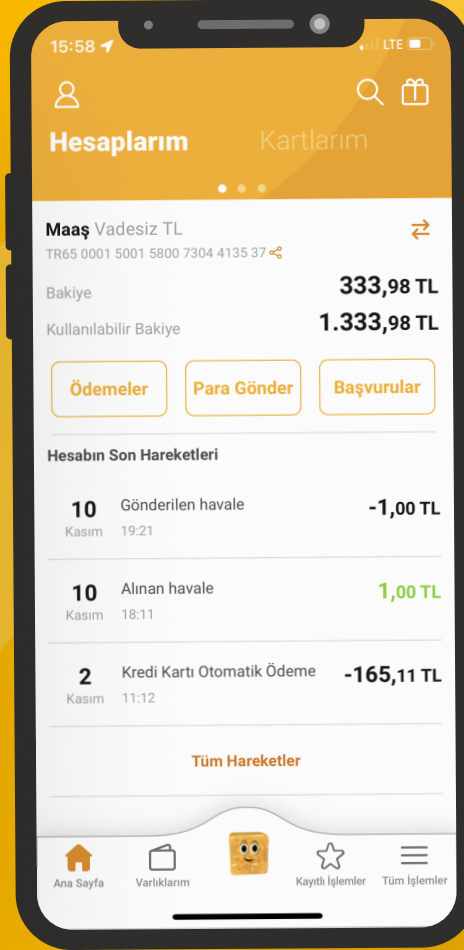 15:58
LTE
Hesaplarım
Kartlarım
Maaş Vadesiz TL
TR65 0001 5001 5800 7304 4135 37
Bakiye
333,98 TL
Kullanılabilir Bakiye
1.333,98 TL
Ödemeler
Para Gönder
Başvurular
Hesabın Son Hareketleri
10 Gönderilen havale -1,00 TL
Kasım 19:21
10 Alınan havale 1,00 TL
Kasım 18:11
2 Kredi Kartı Otomatik Ödeme -165,11 TL
Kasım 11:12
Tüm Hareketler
Ana Sayfa
Varlıklarım
Kayıtlı İşlemler
Tüm İşlemler